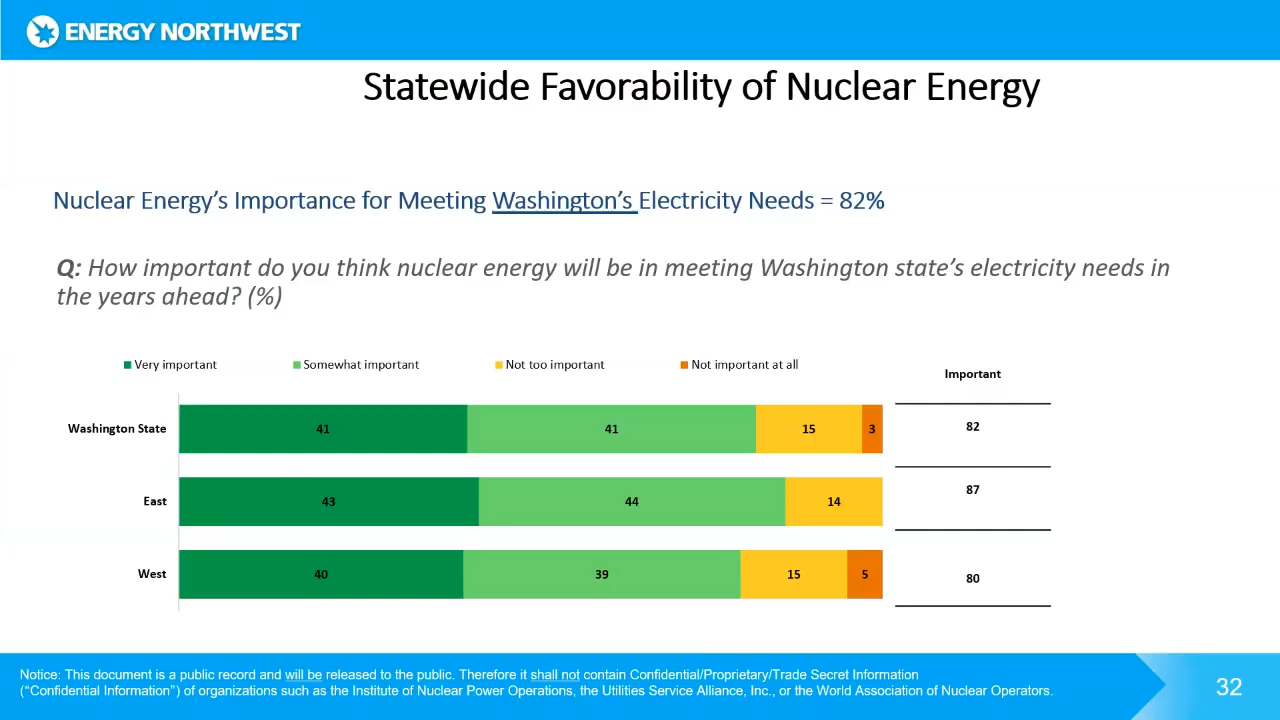 ENERGY NORTHWEST
Statewide Favorability of Nuclear Energy
Nuclear Energy’s Importance for Meeting Washington’s Electricity Needs = 82%
Q: How important do you think nuclear energy will be in meeting Washington state’s electricity needs in
the years ahead? (%)
Very important Somewhat important Not too important Not important at all
Important
Washington State 41 41 15 3 82
East 43 44 14 87
West 40 39 15 5 80
Notice: This document is a public record and will be released to the public. Therefore it shall not contain Confidential/Proprietary/Trade Secret Information
(“Confidential Information”) of organizations such as the Institute of Nuclear Power Operations, the Utilities Service Alliance, Inc., or the World Association of Nuclear Operators.
32